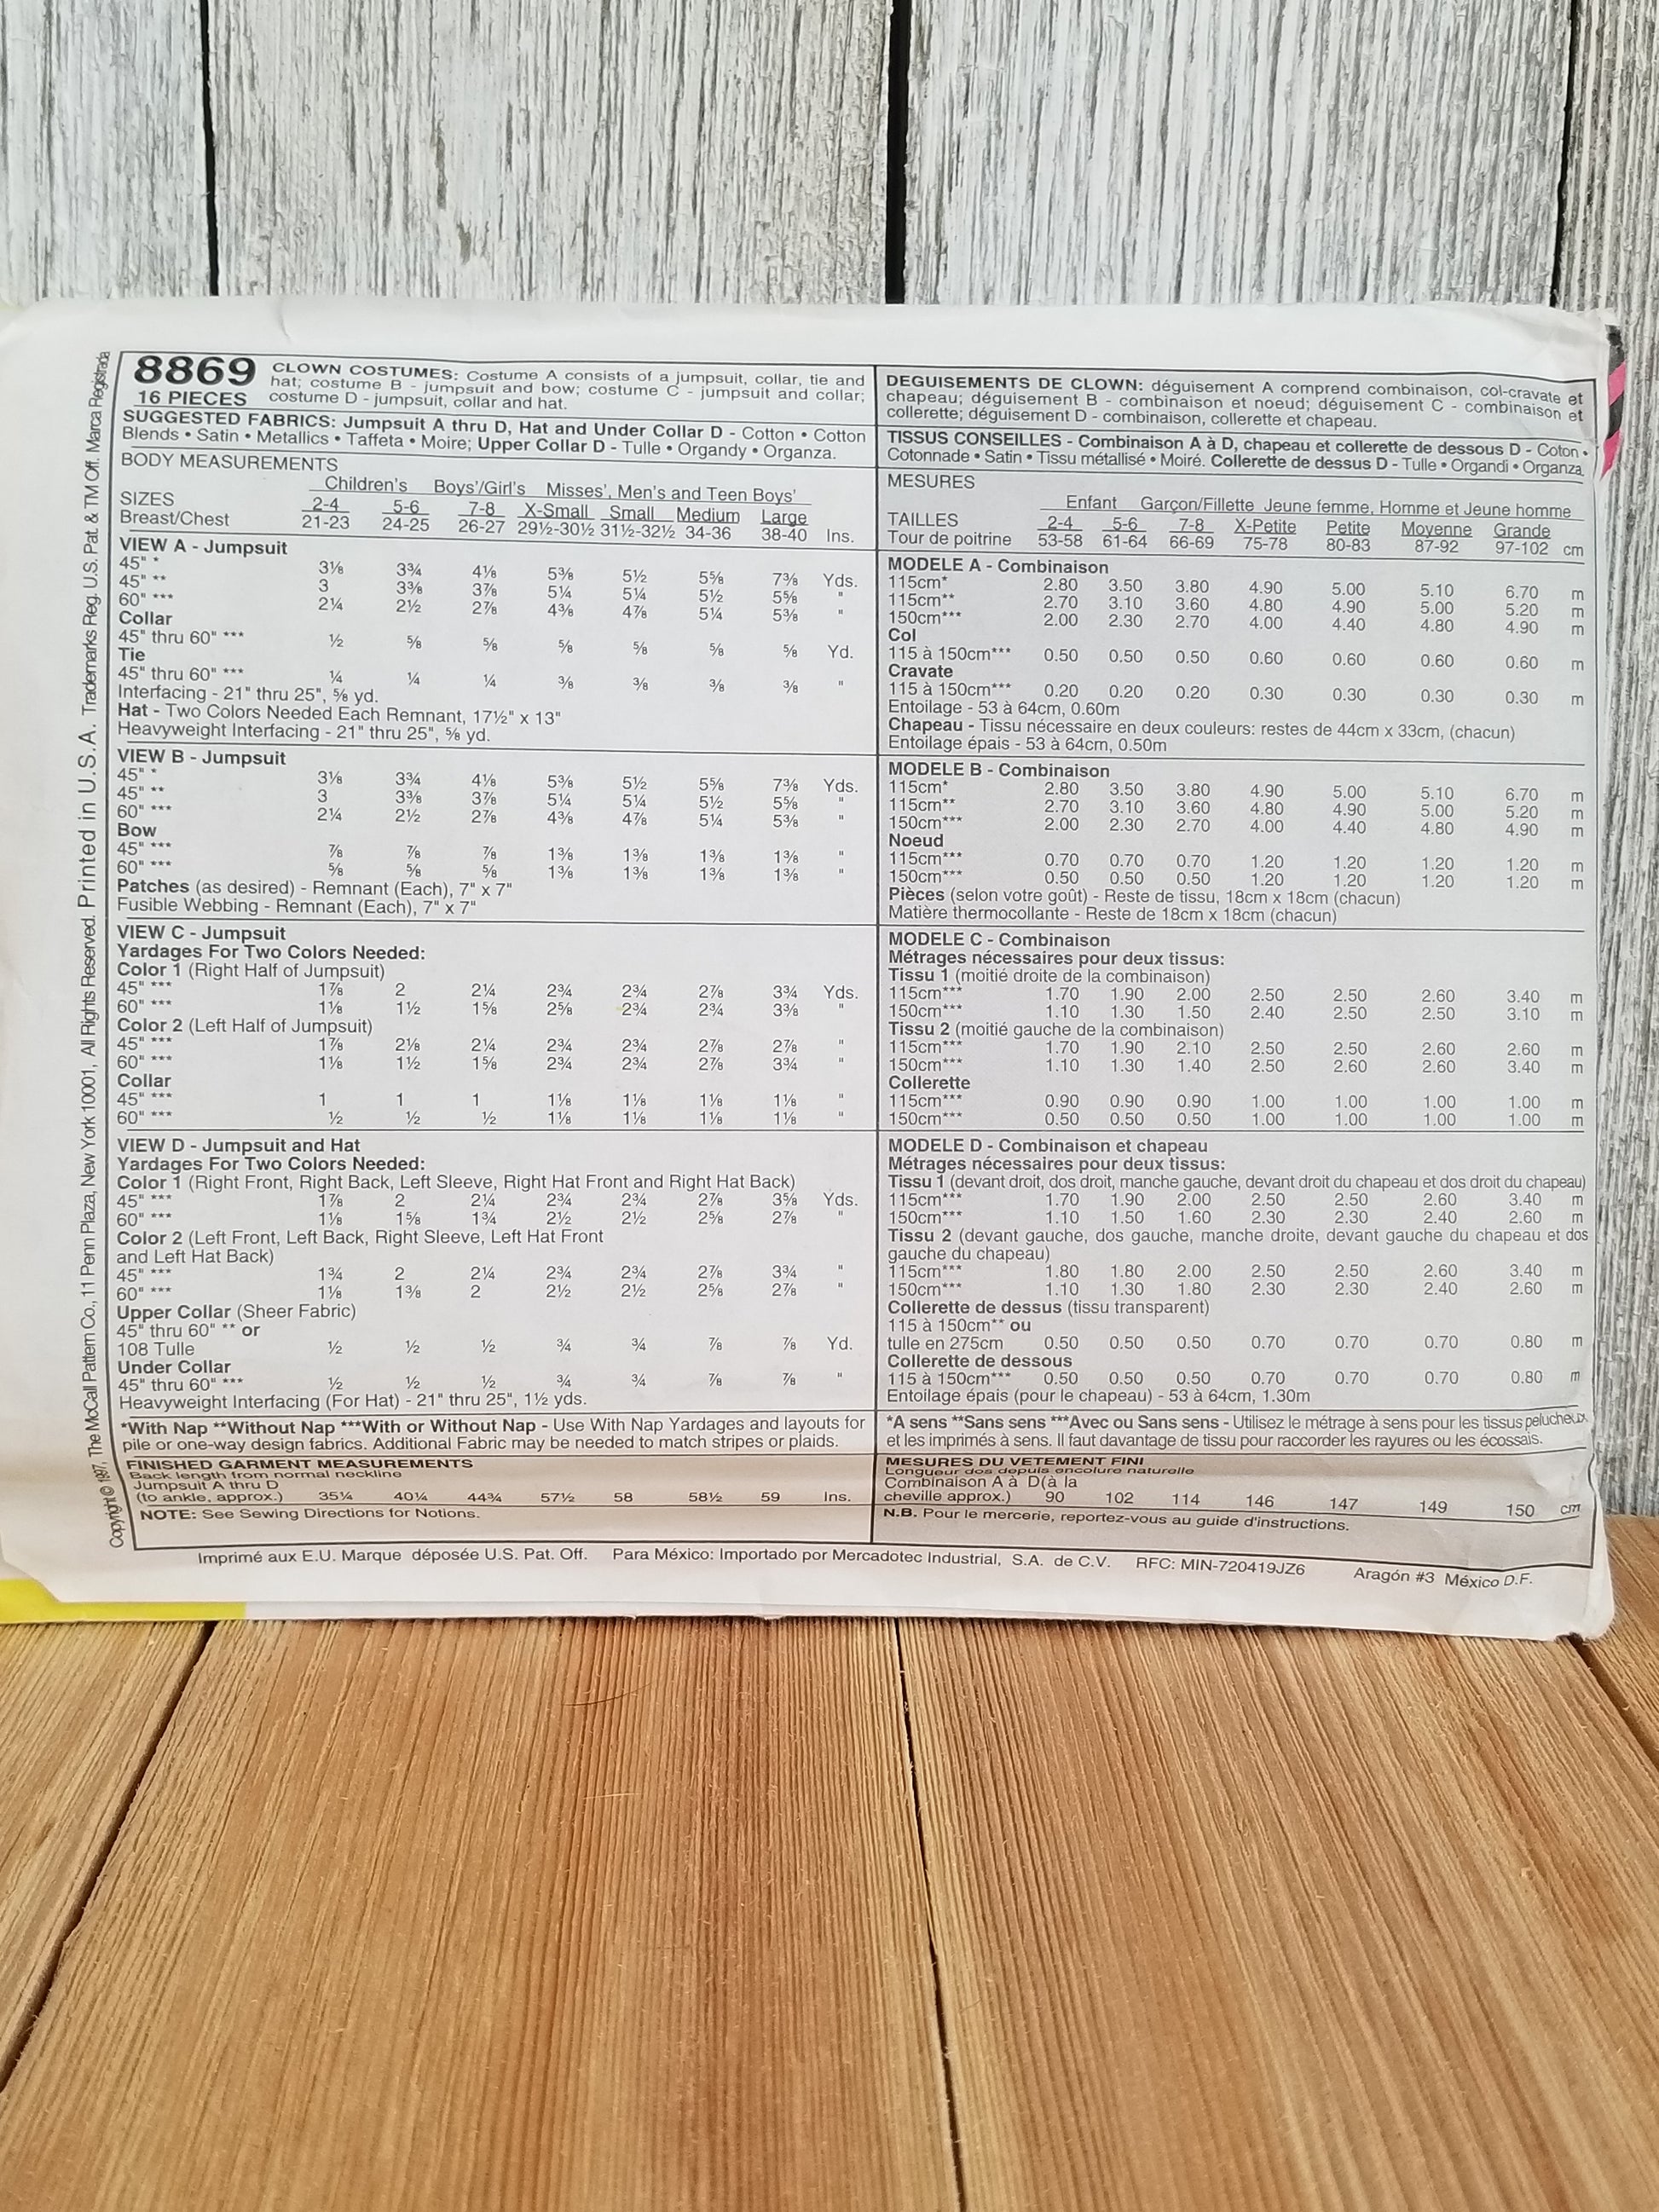 8869
16 PIECES
CLOWN COSTUMES: Costume A consists of a jumpsuit, collar, tie and
hat; costume B - jumpsuit and bow; costume C - jumpsuit and collar;
costume D - jumpsuit, collar and hat.
SUGGESTED FABRICS: Jumpsuit A thru D, Hat and Under Collar D - Cotton • Cotton
Blends • Satin • Metallics • Taffeta • Moire; Upper Collar D - Tulle • Organdy • Organza.
BODY MEASUREMENTS
Children's Boys'/Girl's Misses', Men's and Teen Boys'
SIZES 2-4 5-6 7-8 X-Small Small Medium Large
Breast/Chest 21-23 24-25 26-27 29½-30½ 31½-32½ 34-36 38-40 Ins.
VIEW A - Jumpsuit
45" * 3⅛ 3¾ 4⅛ 5⅜ 5½ 5⅝ 7⅜ Yds.
45" ** 3 3⅜ 3⅞ 5¼ 5¼ 5½ 5⅝ "
60" *** 2¼ 2½ 2⅞ 4⅜ 4⅞ 5¼ 5⅜ "
Collar
45" thru 60" *** ½ ⅝ ⅝ ⅝ ⅝ ⅝ ⅝ Yd.
Tie
45" thru 60" *** ¼ ¼ ¼ ⅜ ⅜ ⅜ ⅜ "
Interfacing - 21" thru 25", ⅝ yd.
Hat - Two Colors Needed Each Remnant, 17½" x 13"
Heavyweight Interfacing - 21" thru 25", ⅝ yd.
VIEW B - Jumpsuit
45" * 3⅛ 3¾ 4⅛ 5⅜ 5½ 5⅝ 7⅜ Yds.
45" ** 3 3⅜ 3⅞ 5¼ 5¼ 5½ 5⅝ "
60" *** 2¼ 2½ 2⅞ 4⅜ 4⅞ 5¼ 5⅜ "
Bow
45" *** ⅞ ⅞ ⅞ 1⅜ 1⅜ 1⅜ 1⅜ "
60" *** ⅝ ⅝ ⅝ 1⅜ 1⅜ 1⅜ 1⅜ "
Patches (as desired) - Remnant (Each), 7" x 7"
Fusible Webbing - Remnant (Each), 7" x 7"
VIEW C - Jumpsuit
Yardages For Two Colors Needed:
Color 1 (Right Half of Jumpsuit)
45" *** 1⅞ 2 2¼ 2¾ 2¾ 2⅞ 3¾ Yds.
60" *** 1⅛ 1½ 1⅝ 2⅝ 2¾ 2¾ 3⅜ "
Color 2 (Left Half of Jumpsuit)
45" *** 1⅞ 2⅛ 2¼ 2¾ 2¾ 2⅞ 2⅞ "
60" *** 1⅛ 1½ 1⅝ 2¾ 2¾ 2⅞ 3¾ "
Collar
45" *** 1 1 1 1⅛ 1⅛ 1⅛ 1⅛ "
60" *** ½ ½ ½ 1⅛ 1⅛ 1⅛ 1⅛ "
VIEW D - Jumpsuit and Hat
Yardages For Two Colors Needed:
Color 1 (Right Front, Right Back, Left Sleeve, Right Hat Front and Right Hat Back)
45" *** 1⅞ 2 2¼ 2¾ 2¾ 2⅞ 3⅝ Yds.
60" *** 1⅛ 1⅝ 1¾ 2½ 2½ 2⅝ 2⅞ "
Color 2 (Left Front, Left Back, Right Sleeve, Left Hat Front
and Left Hat Back)
45" *** 1¾ 2 2¼ 2¾ 2¾ 2⅞ 3¾ "
60" *** 1⅛ 1⅜ 2 2½ 2½ 2⅝ 2⅞ "
Upper Collar (Sheer Fabric)
45" thru 60" ** or
108 Tulle ½ ½ ½ ¾ ¾ ⅞ ⅞ Yd.
Under Collar
45" thru 60" *** ½ ½ ½ ¾ ¾ ⅞ ⅞ "
Heavyweight Interfacing (For Hat) - 21" thru 25", 1½ yds.
*With Nap **Without Nap ***With or Without Nap - Use With Nap Yardages and layouts for
pile or one-way design fabrics. Additional Fabric may be needed to match stripes or plaids.
FINISHED GARMENT MEASUREMENTS
Back length from normal neckline
Jumpsuit A thru D
(to ankle, approx.) 35¼ 40¼ 44¾ 57½ 58 58½ 59 Ins.
NOTE: See Sewing Directions for Notions.
DEGUISEMENTS DE CLOWN: déguisement A comprend combinaison, col-cravate et
chapeau; déguisement B - combinaison et noeud; déguisement C - combinaison et
collerette; déguisement D - combinaison, collerette et chapeau.
TISSUS CONSEILLES - Combinaison A à D, chapeau et collerette de dessous D - Coton •
Cotonnade • Satin • Tissu métallisé • Moiré. Collerette de dessus D - Tulle • Organdi • Organza.
MESURES
Enfant Garçon/Fillette Jeune femme, Homme et Jeune homme
TAILLES 2-4 5-6 7-8 X-Petite Petite Moyenne Grande
Tour de poitrine 53-58 61-64 66-69 75-78 80-83 87-92 97-102 cm
MODELE A - Combinaison
115cm* 2.80 3.50 3.80 4.90 5.00 5.10 6.70 m
115cm** 2.70 3.10 3.60 4.80 4.90 5.00 5.20 m
150cm*** 2.00 2.30 2.70 4.00 4.40 4.80 4.90 m
Col
115 à 150cm*** 0.50 0.50 0.50 0.60 0.60 0.60 0.60 m
Cravate
115 à 150cm*** 0.20 0.20 0.20 0.30 0.30 0.30 0.30 m
Entoilage - 53 à 64cm, 0.60m
Chapeau - Tissu nécessaire en deux couleurs: restes de 44cm x 33cm, (chacun)
Entoilage épais - 53 à 64cm, 0.50m
MODELE B - Combinaison
115cm* 2.80 3.50 3.80 4.90 5.00 5.10 6.70 m
115cm** 2.70 3.10 3.60 4.80 4.90 5.00 5.20 m
150cm*** 2.00 2.30 2.70 4.00 4.40 4.80 4.90 m
Noeud
115cm*** 0.70 0.70 0.70 1.20 1.20 1.20 1.20 m
150cm*** 0.50 0.50 0.50 1.20 1.20 1.20 1.20 m
Pièces (selon votre goût) - Reste de tissu, 18cm x 18cm (chacun)
Matière thermocollante - Reste de 18cm x 18cm (chacun)
MODELE C - Combinaison
Métrages nécessaires pour deux tissus:
Tissu 1 (moitié droite de la combinaison)
115cm*** 1.70 1.90 2.00 2.50 2.50 2.60 3.40 m
150cm*** 1.10 1.30 1.50 2.40 2.50 2.50 3.10 m
Tissu 2 (moitié gauche de la combinaison)
115cm*** 1.70 1.90 2.10 2.50 2.50 2.60 2.60 m
150cm*** 1.10 1.30 1.40 2.50 2.60 2.60 3.40 m
Collerette
115cm*** 0.90 0.90 0.90 1.00 1.00 1.00 1.00 m
150cm*** 0.50 0.50 0.50 1.00 1.00 1.00 1.00 m
MODELE D - Combinaison et chapeau
Métrages nécessaires pour deux tissus:
Tissu 1 (devant droit, dos droit, manche gauche, devant droit du chapeau et dos droit du chapeau)
115cm*** 1.70 1.90 2.00 2.50 2.50 2.60 3.40 m
150cm*** 1.10 1.50 1.60 2.30 2.30 2.40 2.60 m
Tissu 2 (devant gauche, dos gauche, manche droite, devant gauche du chapeau et dos
gauche du chapeau)
115cm*** 1.80 1.80 2.00 2.50 2.50 2.60 3.40 m
150cm*** 1.10 1.30 1.80 2.30 2.30 2.40 2.60 m
Collerette de dessus (tissu transparent)
115 à 150cm** ou
tulle en 275cm 0.50 0.50 0.50 0.70 0.70 0.70 0.80 m
Collerette de dessous
115 à 150cm*** 0.50 0.50 0.50 0.70 0.70 0.70 0.80 m
Entoilage épais (pour le chapeau) - 53 à 64cm, 1.30m
*A sens **Sans sens ***Avec ou Sans sens - Utilisez le métrage à sens pour les tissus pelucheux
et les imprimés à sens. Il faut davantage de tissu pour raccorder les rayures ou les écossais.
MESURES DU VETEMENT FINI
Longueur dos depuis encolure naturelle
Combinaison A à D(à la
cheville approx.) 90 102 114 146 147 149 150 cm
N.B. Pour le mercerie, reportez-vous au guide d'instructions.
Imprimé aux E.U. Marque déposée U.S. Pat. Off. Para México: Importado por Mercadotec Industrial, S.A. de C.V. RFC: MIN-720419JZ6 Aragón #3 México D.F.
Copyright © 1997, The McCall Pattern Co., 11 Penn Plaza, New York 10001, All Rights Reserved. Printed in U.S.A. Trademarks Reg. U.S. Pat. & TM Off. Marca Registrada